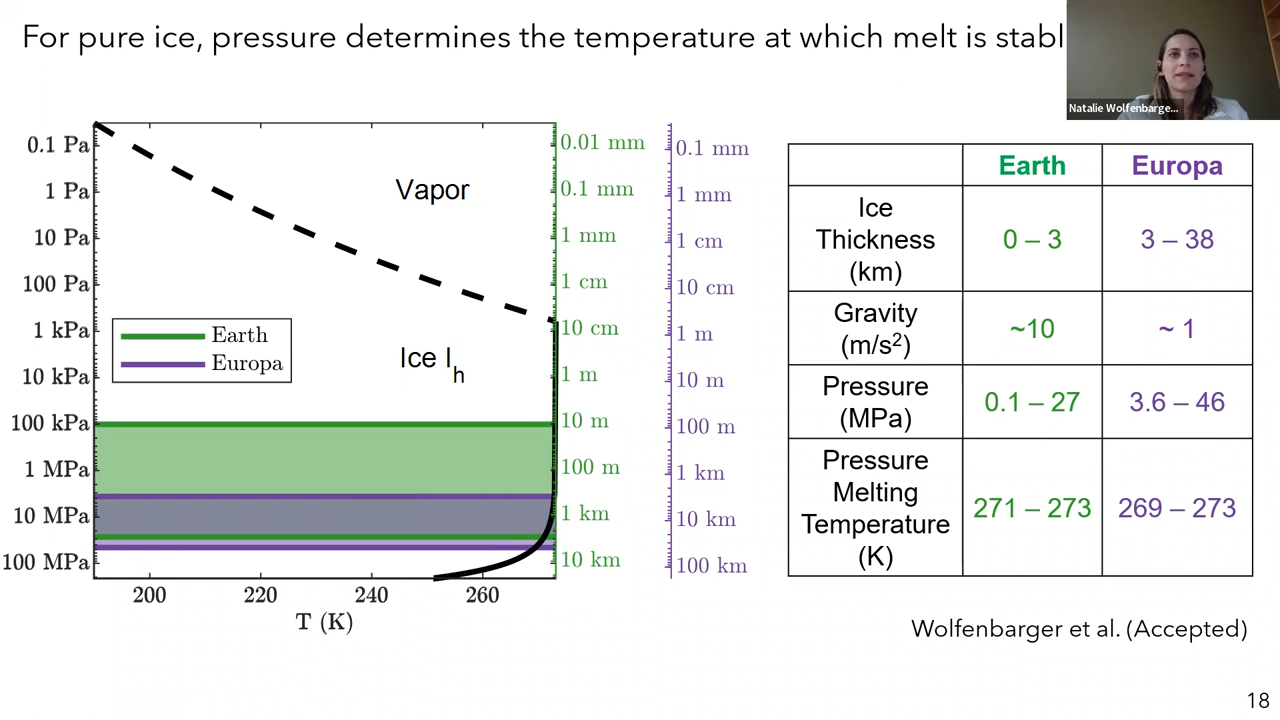 For pure ice, pressure determines the temperature at which melt is stabl
Natalie Wolfenbarge...
0.1 Pa
1 Pa
10 Pa
100 Pa
1 kPa
10 kPa
100 kPa
1 MPa
10 MPa
100 MPa
Vapor
Ice Ih
Earth
Europa
200
220
240
260
T (K)
0.01 mm
0.1 mm
1 mm
1 cm
10 cm
1 m
10 m
100 m
1 km
10 km
0.1 mm
1 mm
1 cm
10 cm
1 m
10 m
100 m
1 km
10 km
100 km
Earth Europa
Ice
Thickness
(km)
0 – 3 3 – 38
Gravity
(m/s²)
~10 ~ 1
Pressure
(MPa)
0.1 – 27 3.6 – 46
Pressure
Melting
Temperature
(K)
271 – 273 269 – 273
Wolfenbarger et al. (Accepted)
18